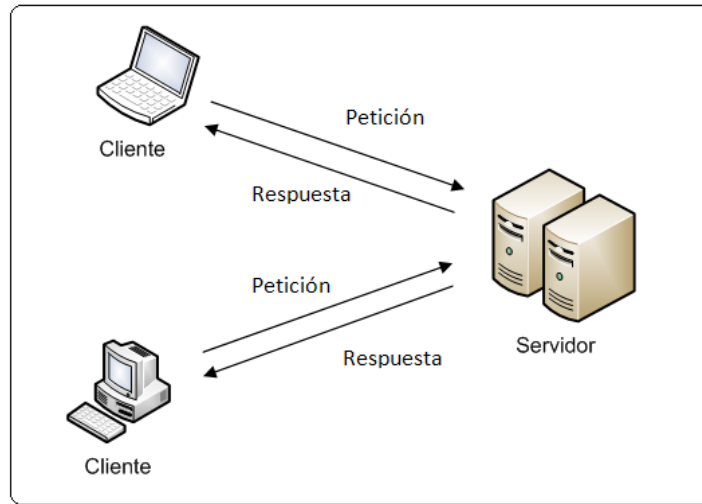 Petición
Cliente
Respuesta
Petición
Servidor
Respuesta
Cliente